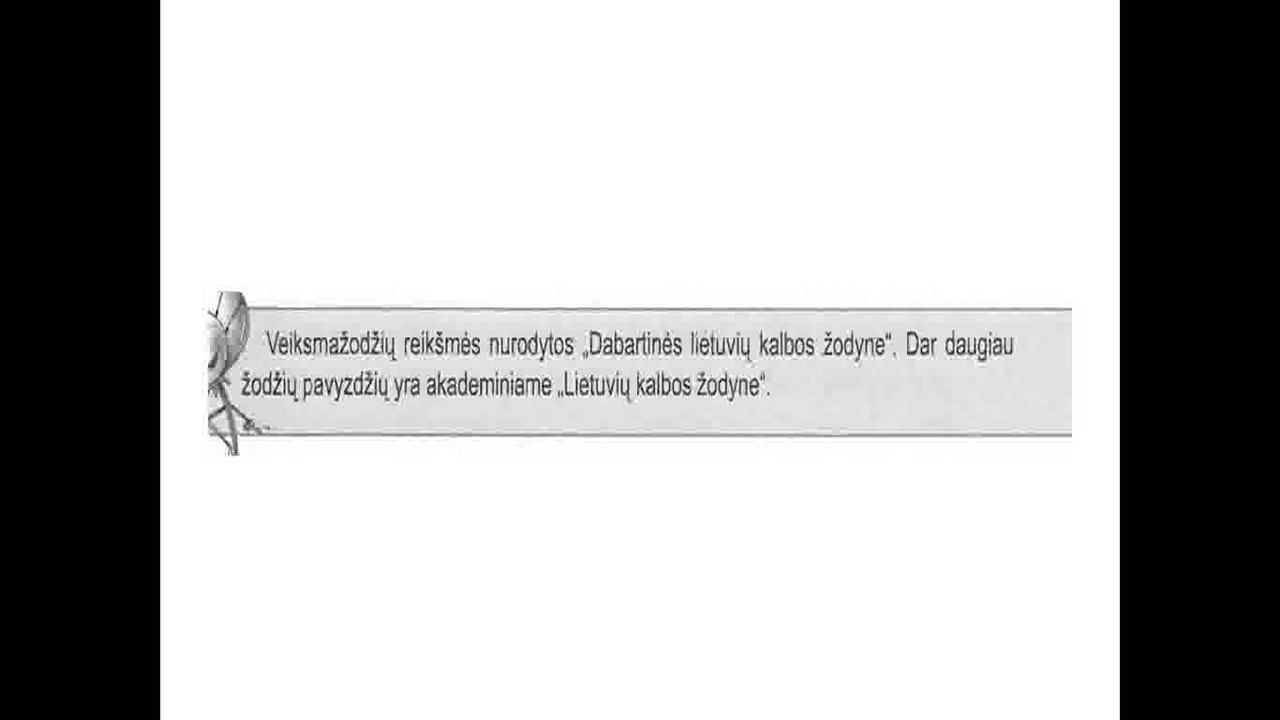 Veiksmažodžių reikšmės nurodytos „Dabartinės lietuvių kalbos žodyne“. Dar daugiau
žodžių pavyzdžių yra akademiniame „Lietuvių kalbos žodyne“.